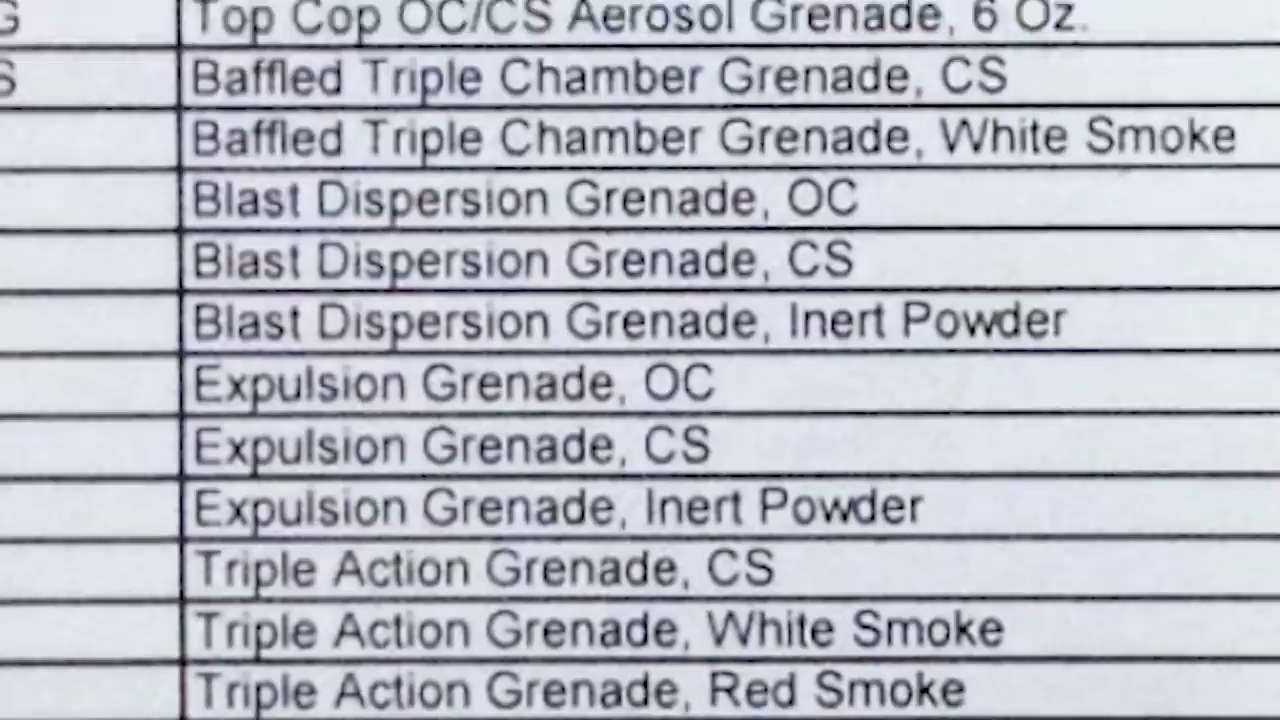 G Top Cop OC/CS Aerosol Grenade, 6 Oz.
S Baffled Triple Chamber Grenade, CS
Baffled Triple Chamber Grenade, White Smoke
Blast Dispersion Grenade, OC
Blast Dispersion Grenade, CS
Blast Dispersion Grenade, Inert Powder
Expulsion Grenade, OC
Expulsion Grenade, CS
Expulsion Grenade, Inert Powder
Triple Action Grenade, CS
Triple Action Grenade, White Smoke
Triple Action Grenade, Red Smoke